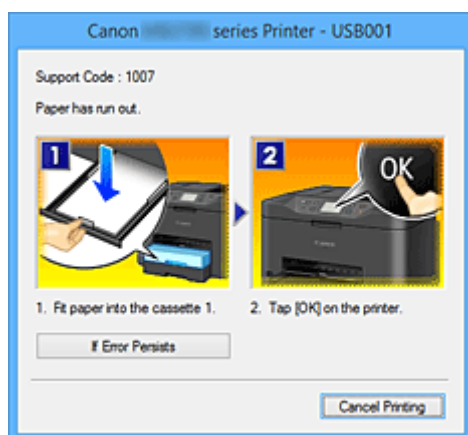 Canon series Printer - USB001
Support Code : 1007
Paper has run out.
1
2
OK
Canon
1. Fit paper into the cassette 1.
2. Tap [OK] on the printer.
If Error Persists
Cancel Printing